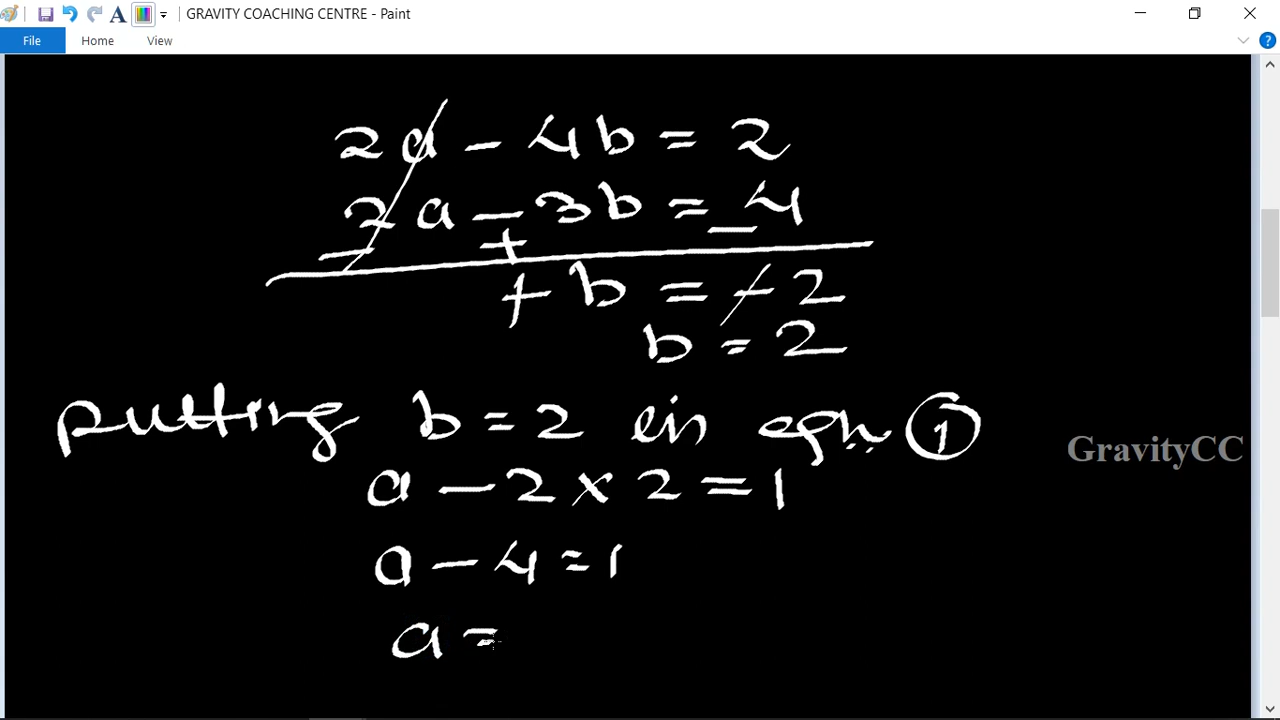 GRAVITY COACHING CENTRE - Paint
File Home View
2a - 4b = 2
2a - 3b = 4
- + -
+ b = - 2
b = 2
putting b = 2 in eqn. ①
GravityCC
a - 2 × 2 = 1
a - 4 = 1
a =